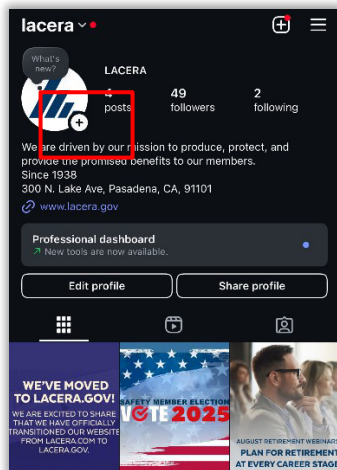 lacera
What's
new?
LACERA
4
posts
49
followers
2
following
We are driven by our mission to produce, protect, and
provide the promised benefits to our members.
Since 1938
300 N. Lake Ave, Pasadena, CA, 91101
www.lacera.gov
Professional dashboard
New tools are now available.
Edit profile
Share profile
WE'VE MOVED
TO LACERA.GOV!
WE ARE EXCITED TO SHARE
THAT WE HAVE OFFICIALLY
TRANSITIONED OUR WEBSITE
FROM LACERA.COM TO
LACERA.GOV.
SAFETY MEMBER ELECTION
VOTE 2025
AUGUST RETIREMENT WEBINARS
PLAN FOR RETIREMENT
AT EVERY CAREER STAGE